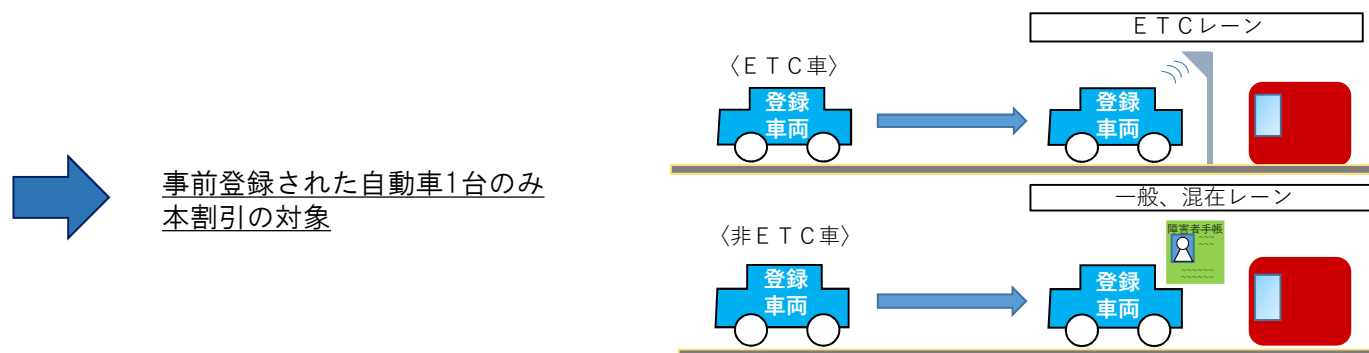 事前登録された自動車1台のみ
本割引の対象
ＥＴＣレーン
〈ＥＴＣ車〉
登録
車両
登録
車両
一般、混在レーン
〈非ＥＴＣ車〉
障害者手帳
登録
車両
登録
車両